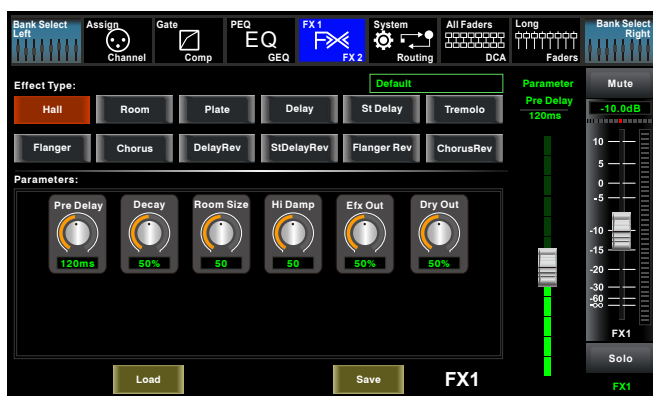 Bank Select
Left
Assign
Channel
Gate
Comp
PEQ
EQ
GEQ
FX 1
FX
FX 2
System
Routing
All Faders
DCA
Long
Faders
Bank Select
Right
Effect Type:
Default
Parameter
Mute
Hall
Room
Plate
Delay
St Delay
Tremolo
Pre Delay
120ms
-10.0dB
Flanger
Chorus
DelayRev
StDelayRev
Flanger Rev
ChorusRev
10
5
0
-5
-10
-15
-20
-30
-60
-∞
Parameters:
Pre Delay
Decay
Room Size
Hi Damp
Efx Out
Dry Out
120ms
50%
50
50
50%
50%
FX1
Load
Save
FX1
Solo
FX1